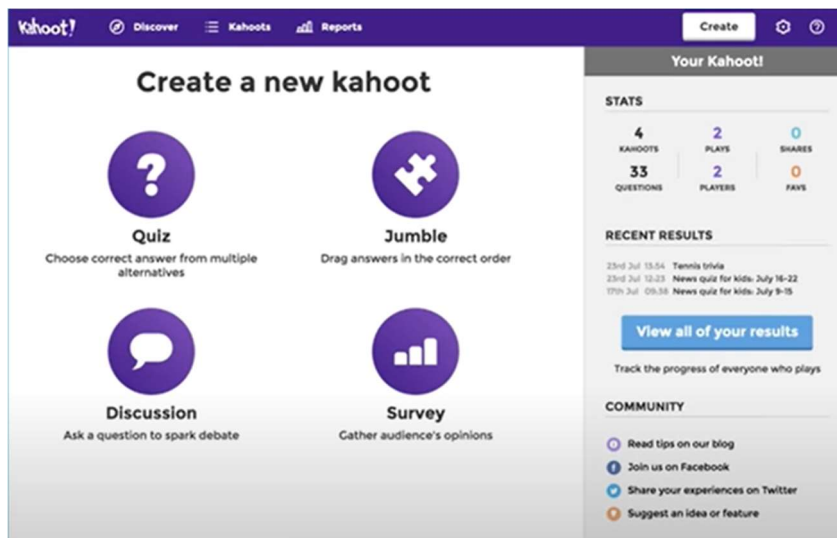 Kahoot!
Discover
Kahoots
Reports
Create
Create a new kahoot
Quiz
Choose correct answer from multiple
alternatives
Jumble
Drag answers in the correct order
Discussion
Ask a question to spark debate
Survey
Gather audience's opinions
Your Kahoot!
STATS
4
KAHOOTS
2
PLAYS
0
SHARES
33
QUESTIONS
2
PLAYERS
0
FAVS
RECENT RESULTS
23rd Jul 13:54 Tennis trivia
23rd Jul 12:23 News quiz for kids: July 16-22
17th Jul 09:38 News quiz for kids: July 9-15
View all of your results
Track the progress of everyone who plays
COMMUNITY
Read tips on our blog
Join us on Facebook
Share your experiences on Twitter
Suggest an idea or feature